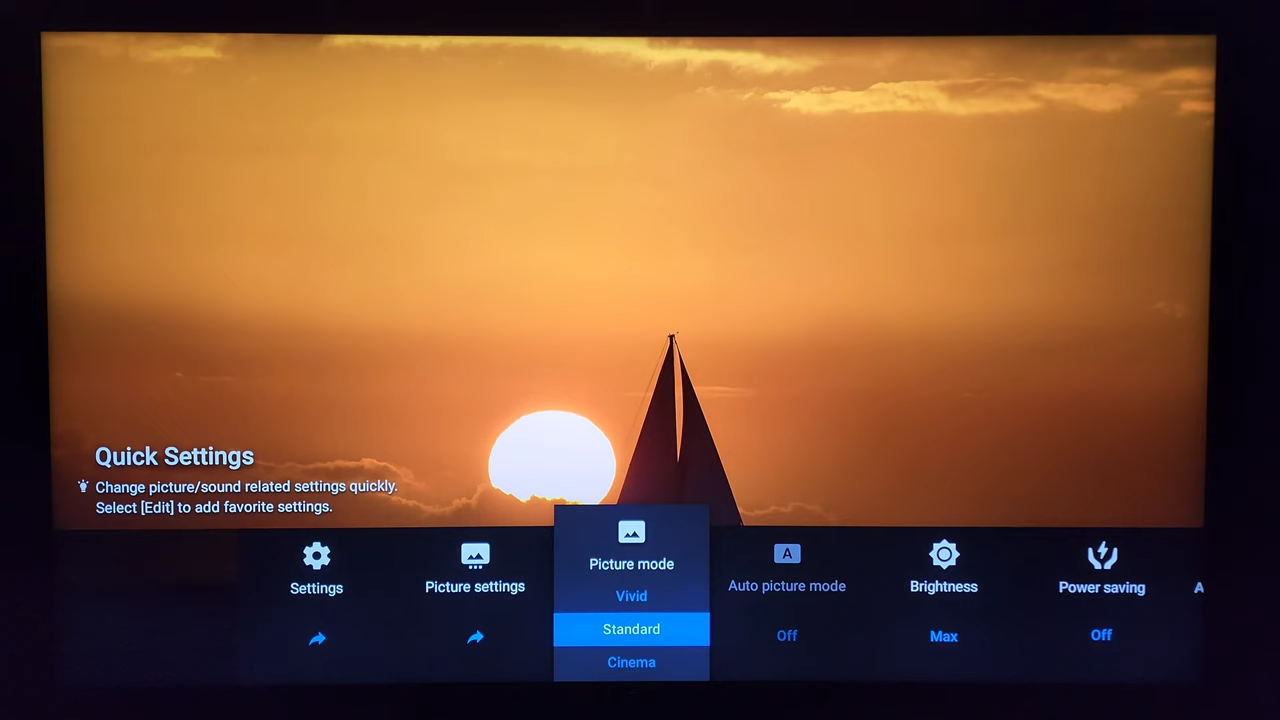 Quick Settings
Change picture/sound related settings quickly.
Select [Edit] to add favorite settings.
Settings
Picture settings
Picture mode
Vivid
Standard
Cinema
A
Auto picture mode
Off
Brightness
Max
Power saving
Off
A